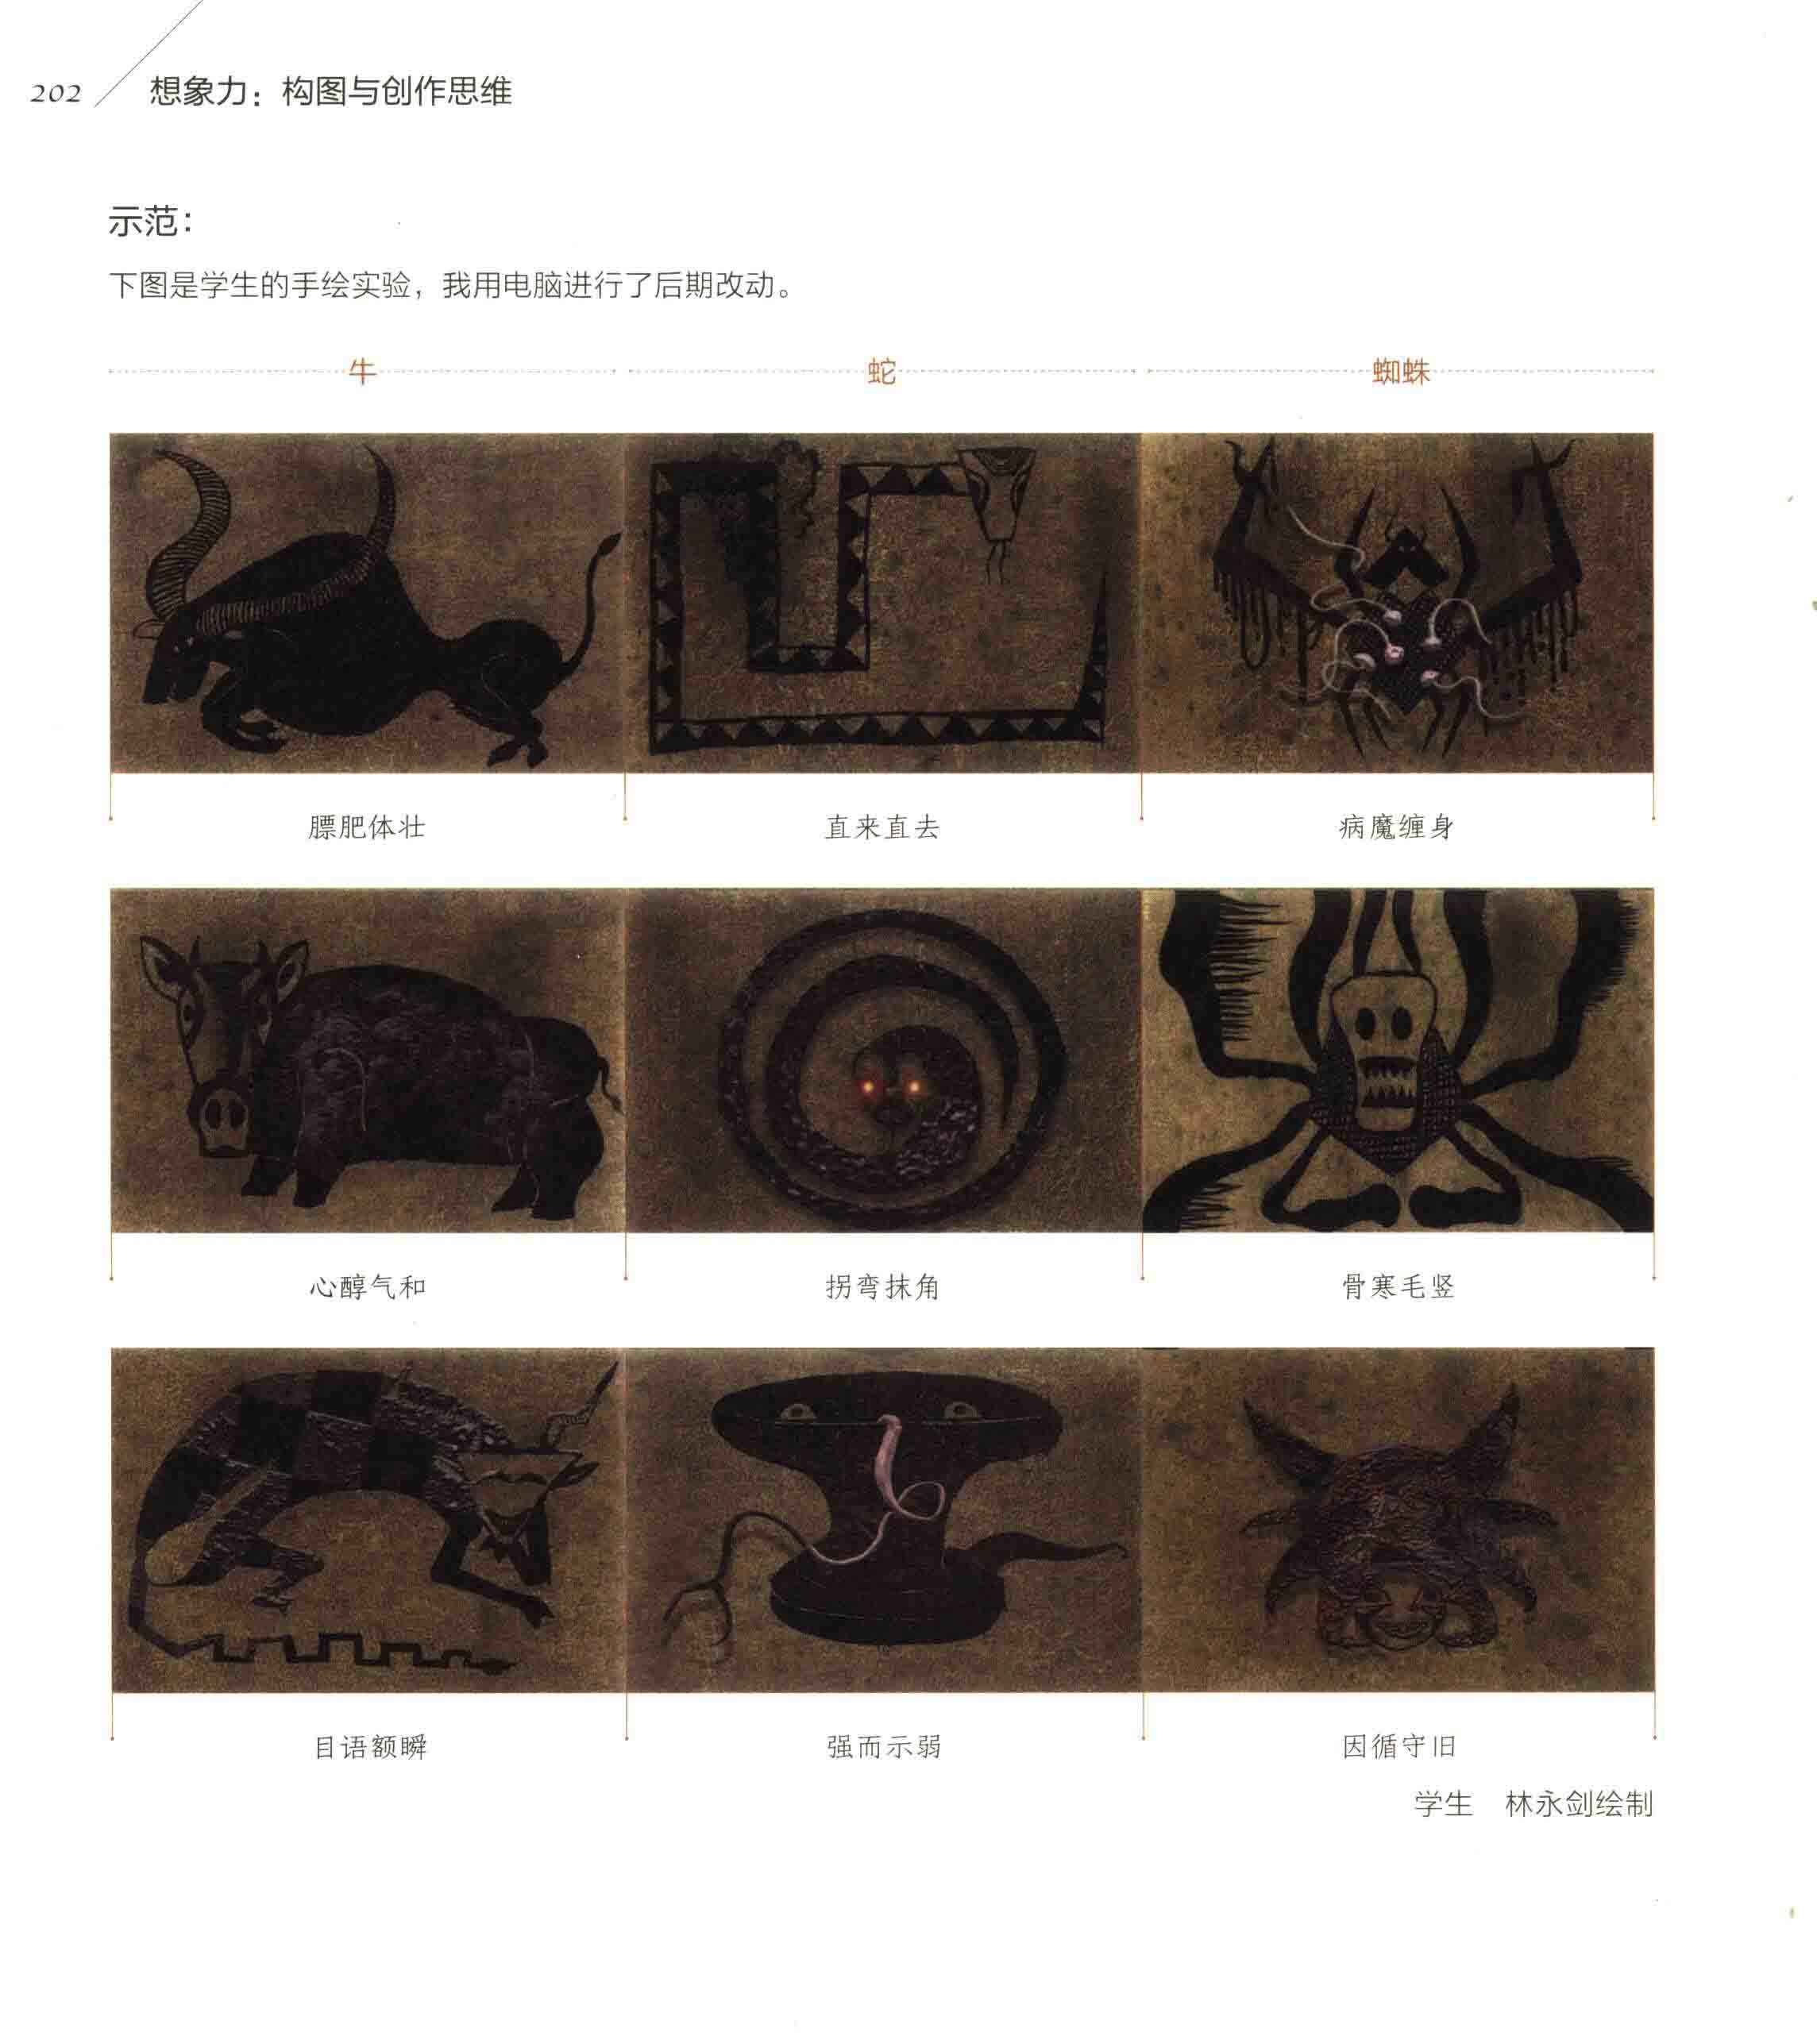 202
想象力：构图与创作思维
示范：
下图是学生的手绘实验，我用电脑进行了后期改动。
牛 蛇 蜘蛛
膘肥体壮 直来直去 病魔缠身
心醇气和 拐弯抹角 骨寒毛竖
目语额瞬 强而示弱 因循守旧
学生 林永剑绘制